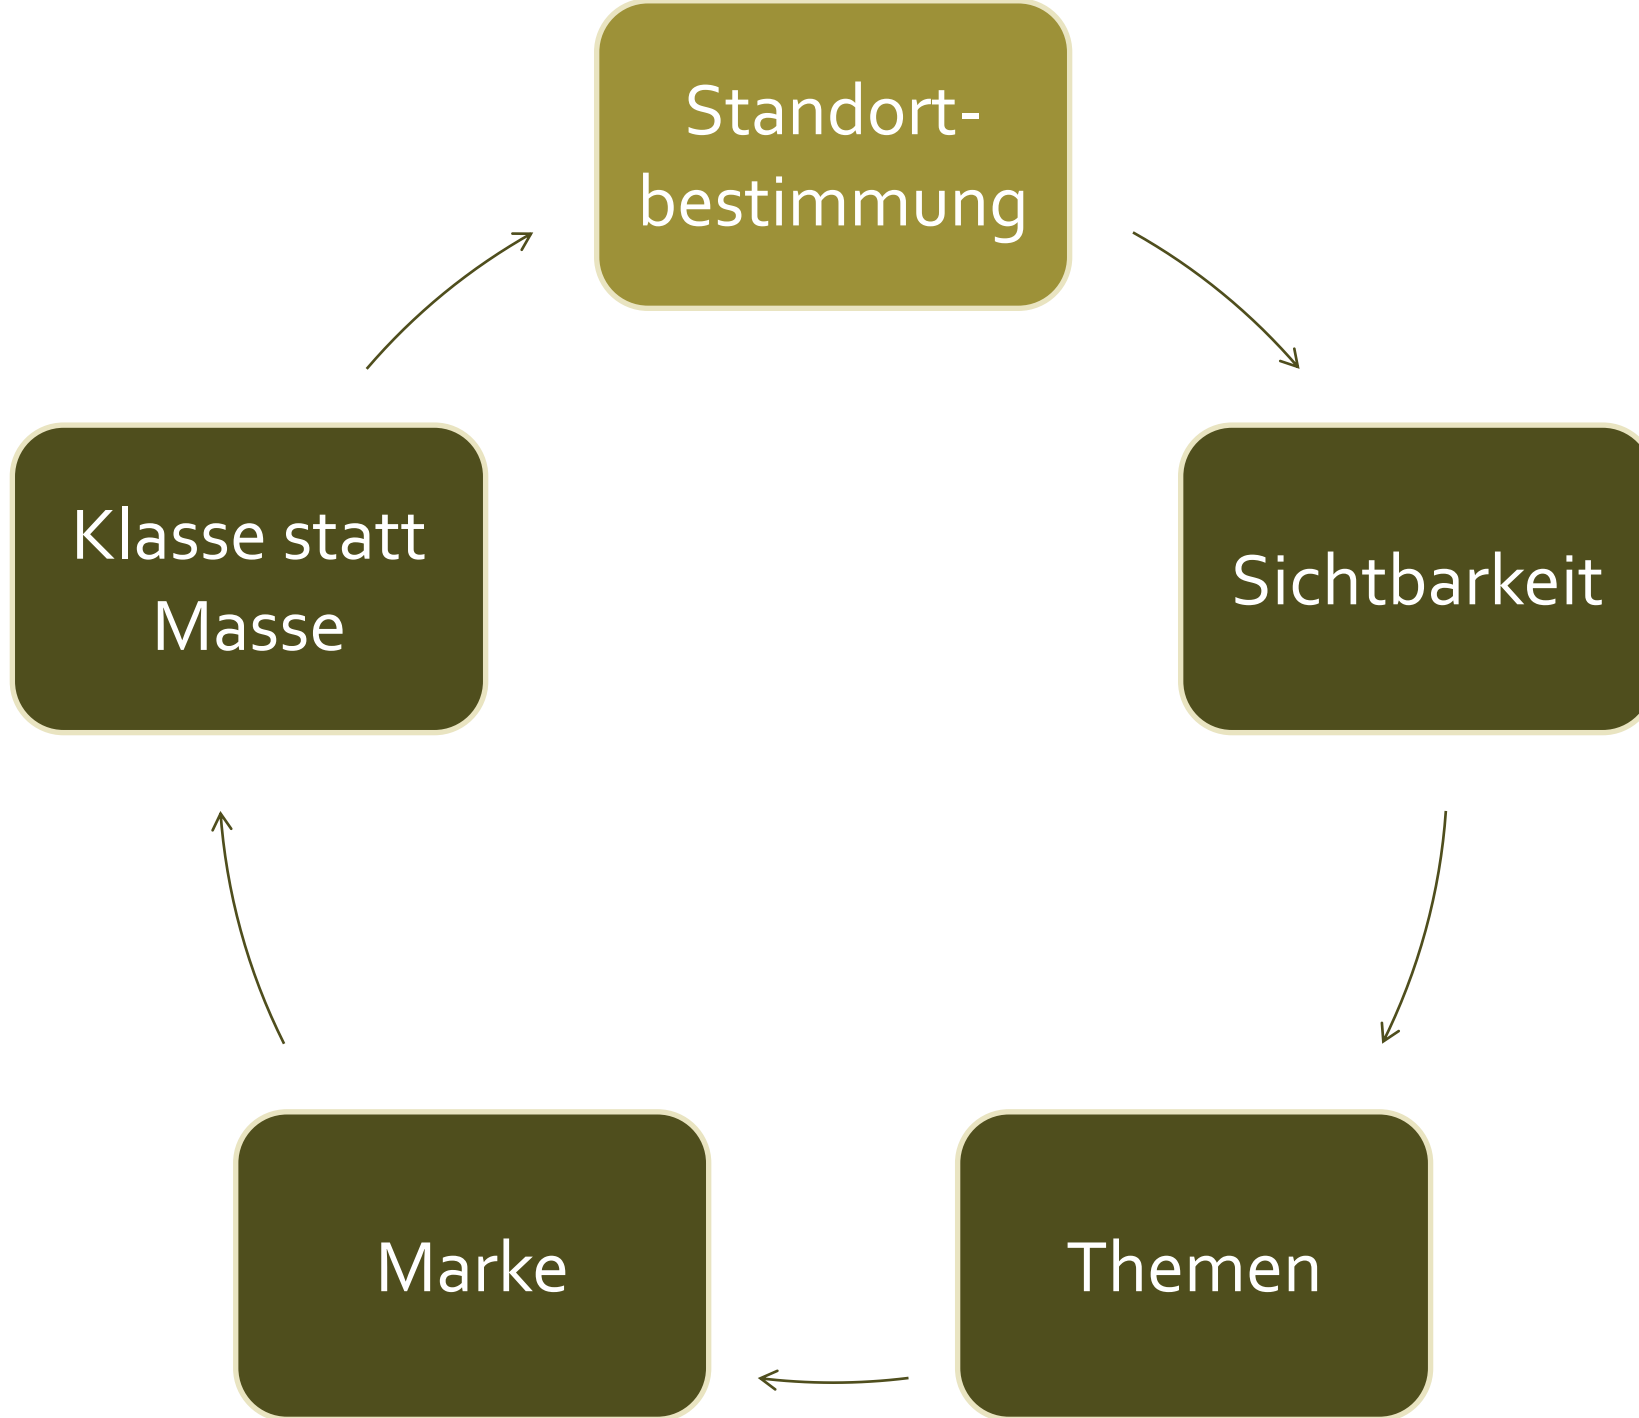 Standort-
bestimmung
Sichtbarkeit
Themen
Marke
Klasse statt
Masse